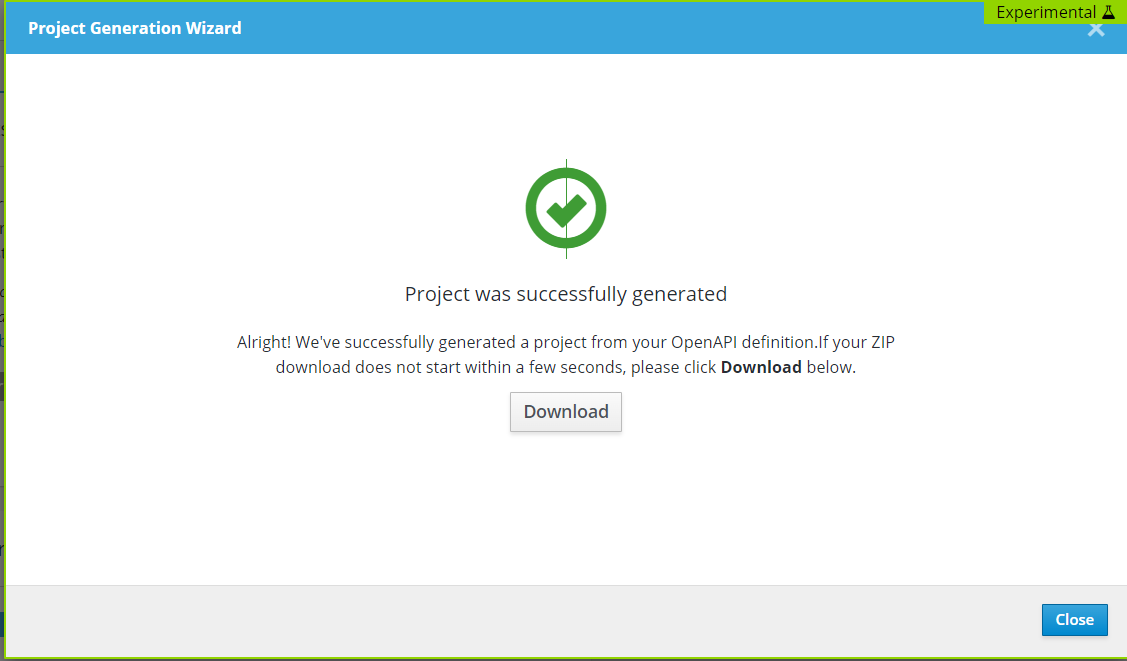 Experimental
Project Generation Wizard
Project was successfully generated
Alright! We've successfully generated a project from your OpenAPI definition.If your ZIP
download does not start within a few seconds, please click Download below.
Download
Close